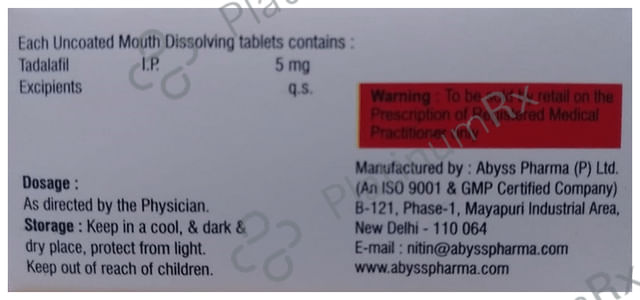 Each Uncoated Mouth Dissolving tablets contains :
Tadalafil I.P. 5 mg
Excipients q.s.
Warning : To be sold by retail on the
Prescription of Registered Medical
Practitioner only
Dosage :
As directed by the Physician.
Storage : Keep in a cool, & dark &
dry place, protect from light.
Keep out of reach of children.
Manufactured by : Abyss Pharma (P) Ltd.
(An ISO 9001 & GMP Certified Company)
B-121, Phase-1, Mayapuri Industrial Area,
New Delhi - 110 064
E-mail : nitin@abysspharma.com
www.abysspharma.com
PlatinumRx